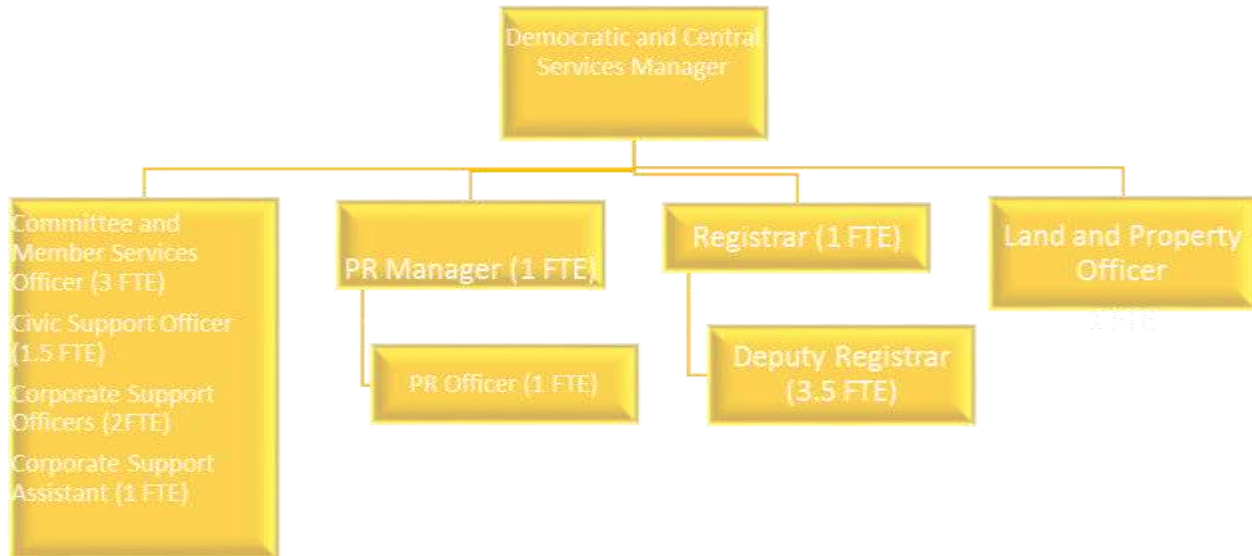 Democratic and Central
Services Manager
Committee and
Member Services
Officer (3 FTE)
Civic Support Officer
(1.5 FTE)
Corporate Support
Officers (2FTE)
Corporate Support
Assistant (1 FTE)
PR Manager (1 FTE)
PR Officer (1 FTE)
Registrar (1 FTE)
Deputy Registrar
(3.5 FTE)
Land and Property
Officer
FTE